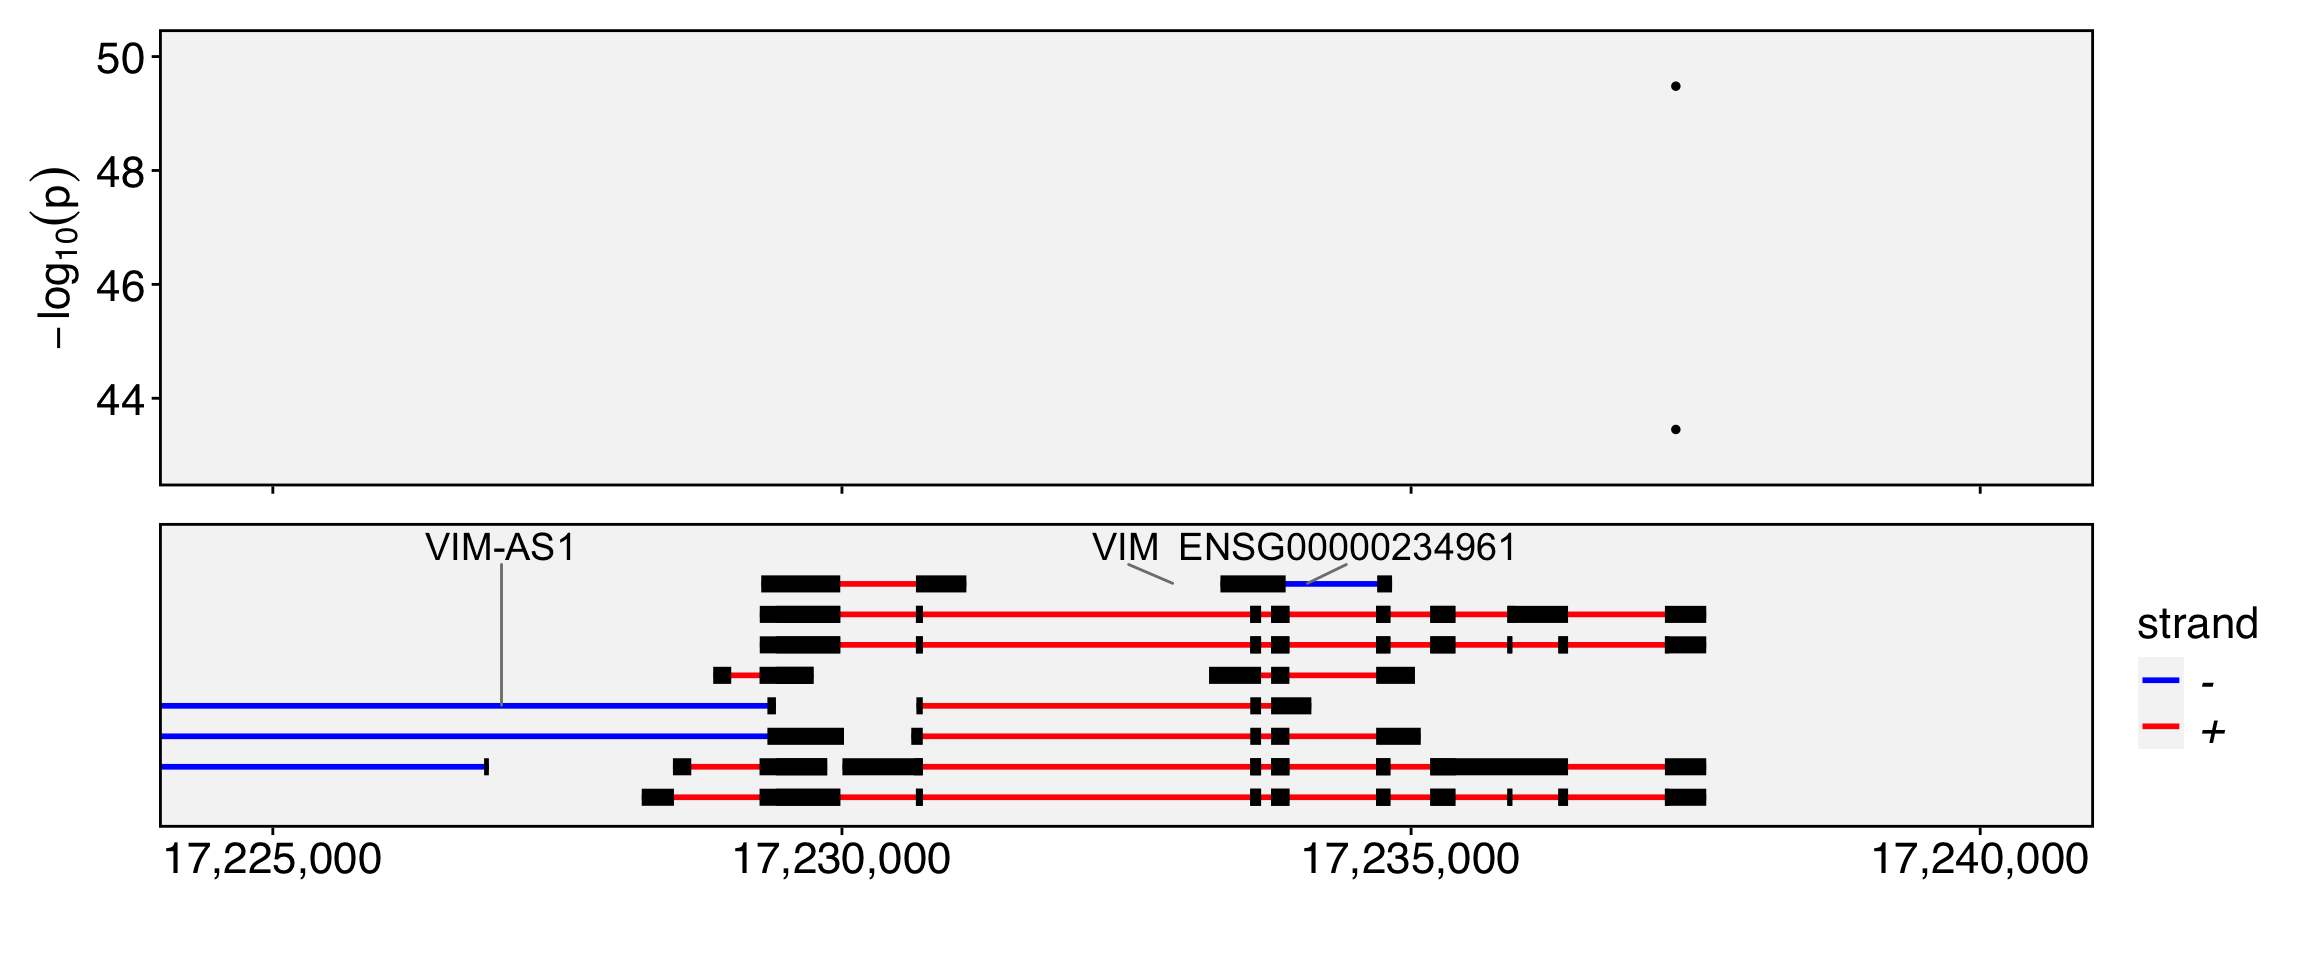 50
48
46
44
−log10(p)
VIM-AS1
VIM ENSG00000234961
strand
-
+
17,225,000 17,230,000 17,235,000 17,240,000